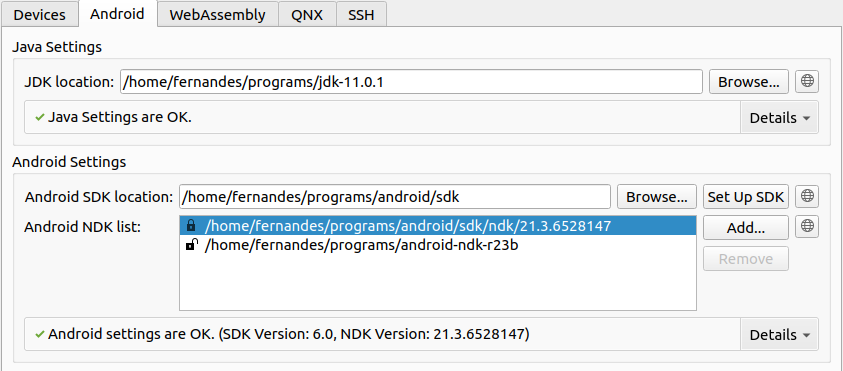 Devices Android WebAssembly QNX SSH
Java Settings
JDK location: /home/fernandes/programs/jdk-11.0.1 Browse...
Java Settings are OK. Details
Android Settings
Android SDK location: /home/fernandes/programs/android/sdk Browse... Set Up SDK
Android NDK list: /home/fernandes/programs/android/sdk/ndk/21.3.6528147 Add...
/home/fernandes/programs/android-ndk-r23b
Remove
Android settings are OK. (SDK Version: 6.0, NDK Version: 21.3.6528147) Details